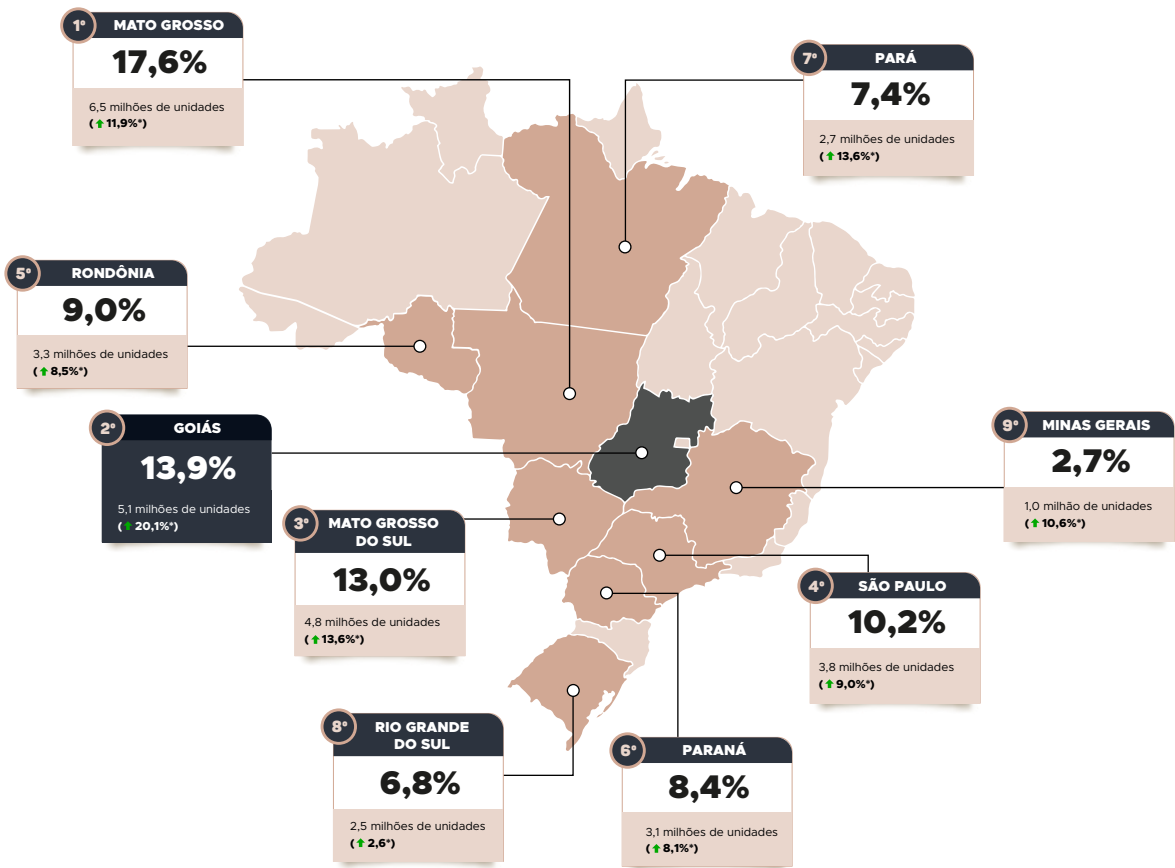 1º
MATO GROSSO
17,6%
6,5 milhões de unidades
(⬆ 11,9%*)
7º
PARÁ
7,4%
2,7 milhões de unidades
(⬆ 13,6%*)
5º
RONDÔNIA
9,0%
3,3 milhões de unidades
(⬆ 8,5%*)
2º
GOIÁS
13,9%
5,1 milhões de unidades
(⬆ 20,1%*)
9º
MINAS GERAIS
2,7%
1,0 milhão de unidades
(⬆ 10,6%*)
3º
MATO GROSSO
DO SUL
13,0%
4,8 milhões de unidades
(⬆ 13,6%*)
4º
SÃO PAULO
10,2%
3,8 milhões de unidades
(⬆ 9,0%*)
8º
RIO GRANDE
DO SUL
6,8%
2,5 milhões de unidades
(⬆ 2,6%*)
6º
PARANÁ
8,4%
3,1 milhões de unidades
(⬆ 8,1%*)